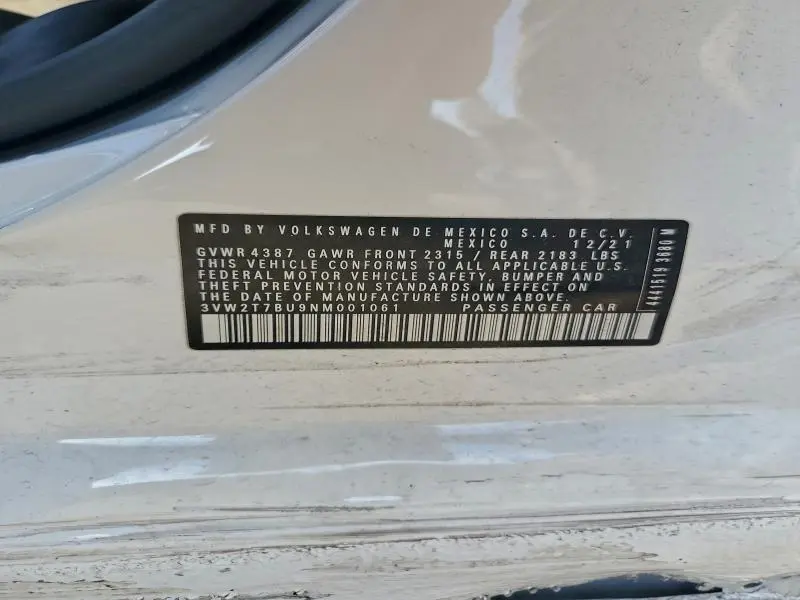 MFD BY VOLKSWAGEN DE MEXICO S.A. DE C.V.
MEXICO 12/21
GVWR 4387 GAWR FRONT 2315 / REAR 2183 LBS
THIS VEHICLE CONFORMS TO ALL APPLICABLE U.S.
FEDERAL MOTOR VEHICLE SAFETY, BUMPER AND
THEFT PREVENTION STANDARDS IN EFFECT ON
THE DATE OF MANUFACTURE SHOWN ABOVE.
3VW2T7BU9NM001061 PASSENGER CAR
4441519 3680 M